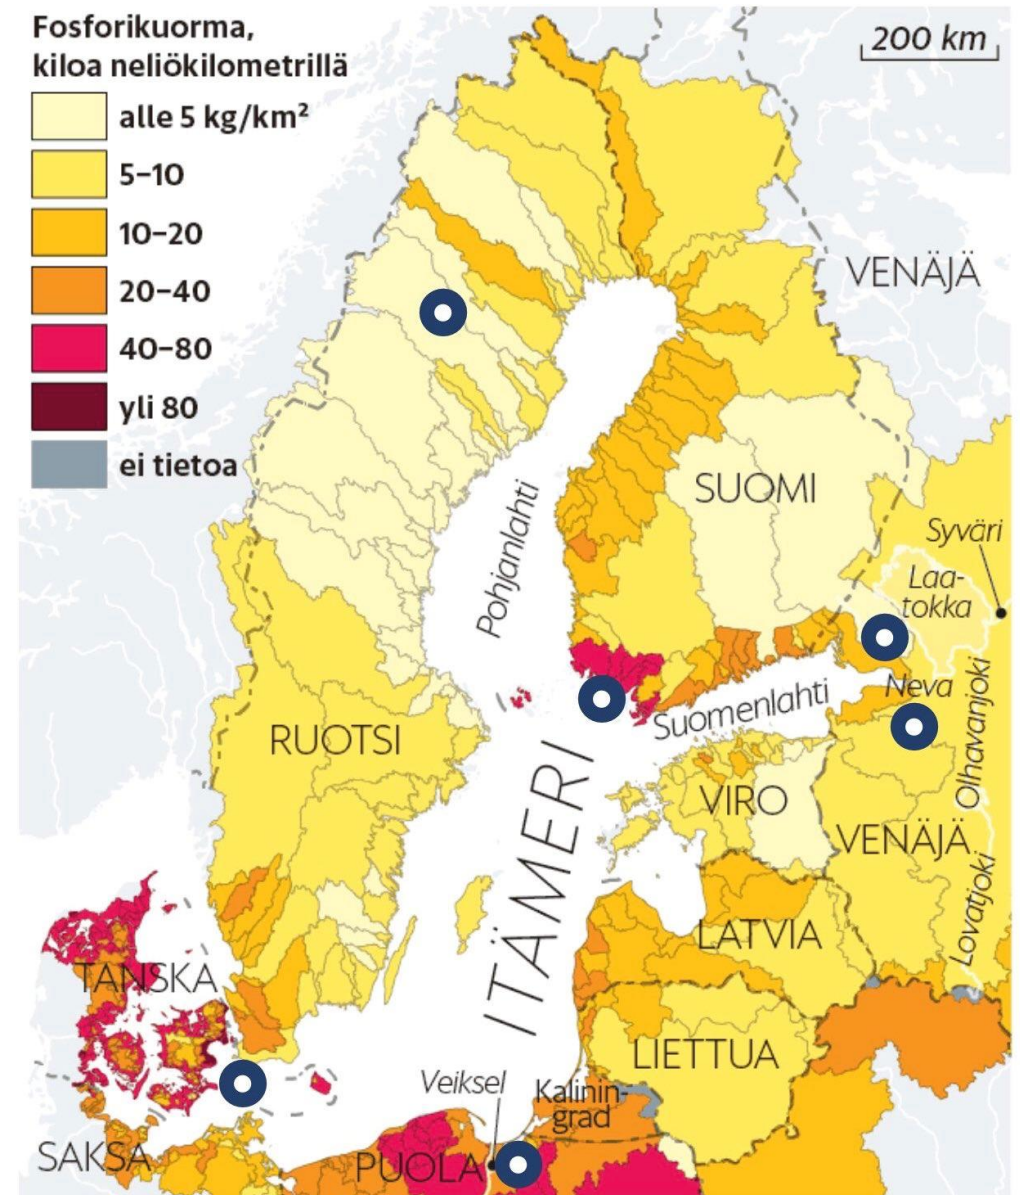 Fosforikuorma,
kiloa neliökilometrillä
alle 5 kg/km²
5–10
10–20
20–40
40–80
yli 80
ei tietoa
200 km
VENÄJÄ
SUOMI
Pohjanlahti
Syväri
Laa-
tokka
Neva
Suomenlahti
Olhavanjoki
RUOTSI
ITÄMERI
VIRO
VENÄJÄ
Lovatjoki
LATVIA
TANSKA
LIETTUA
Veiksel
Kalinin-
grad
SAKSA
PUOLA